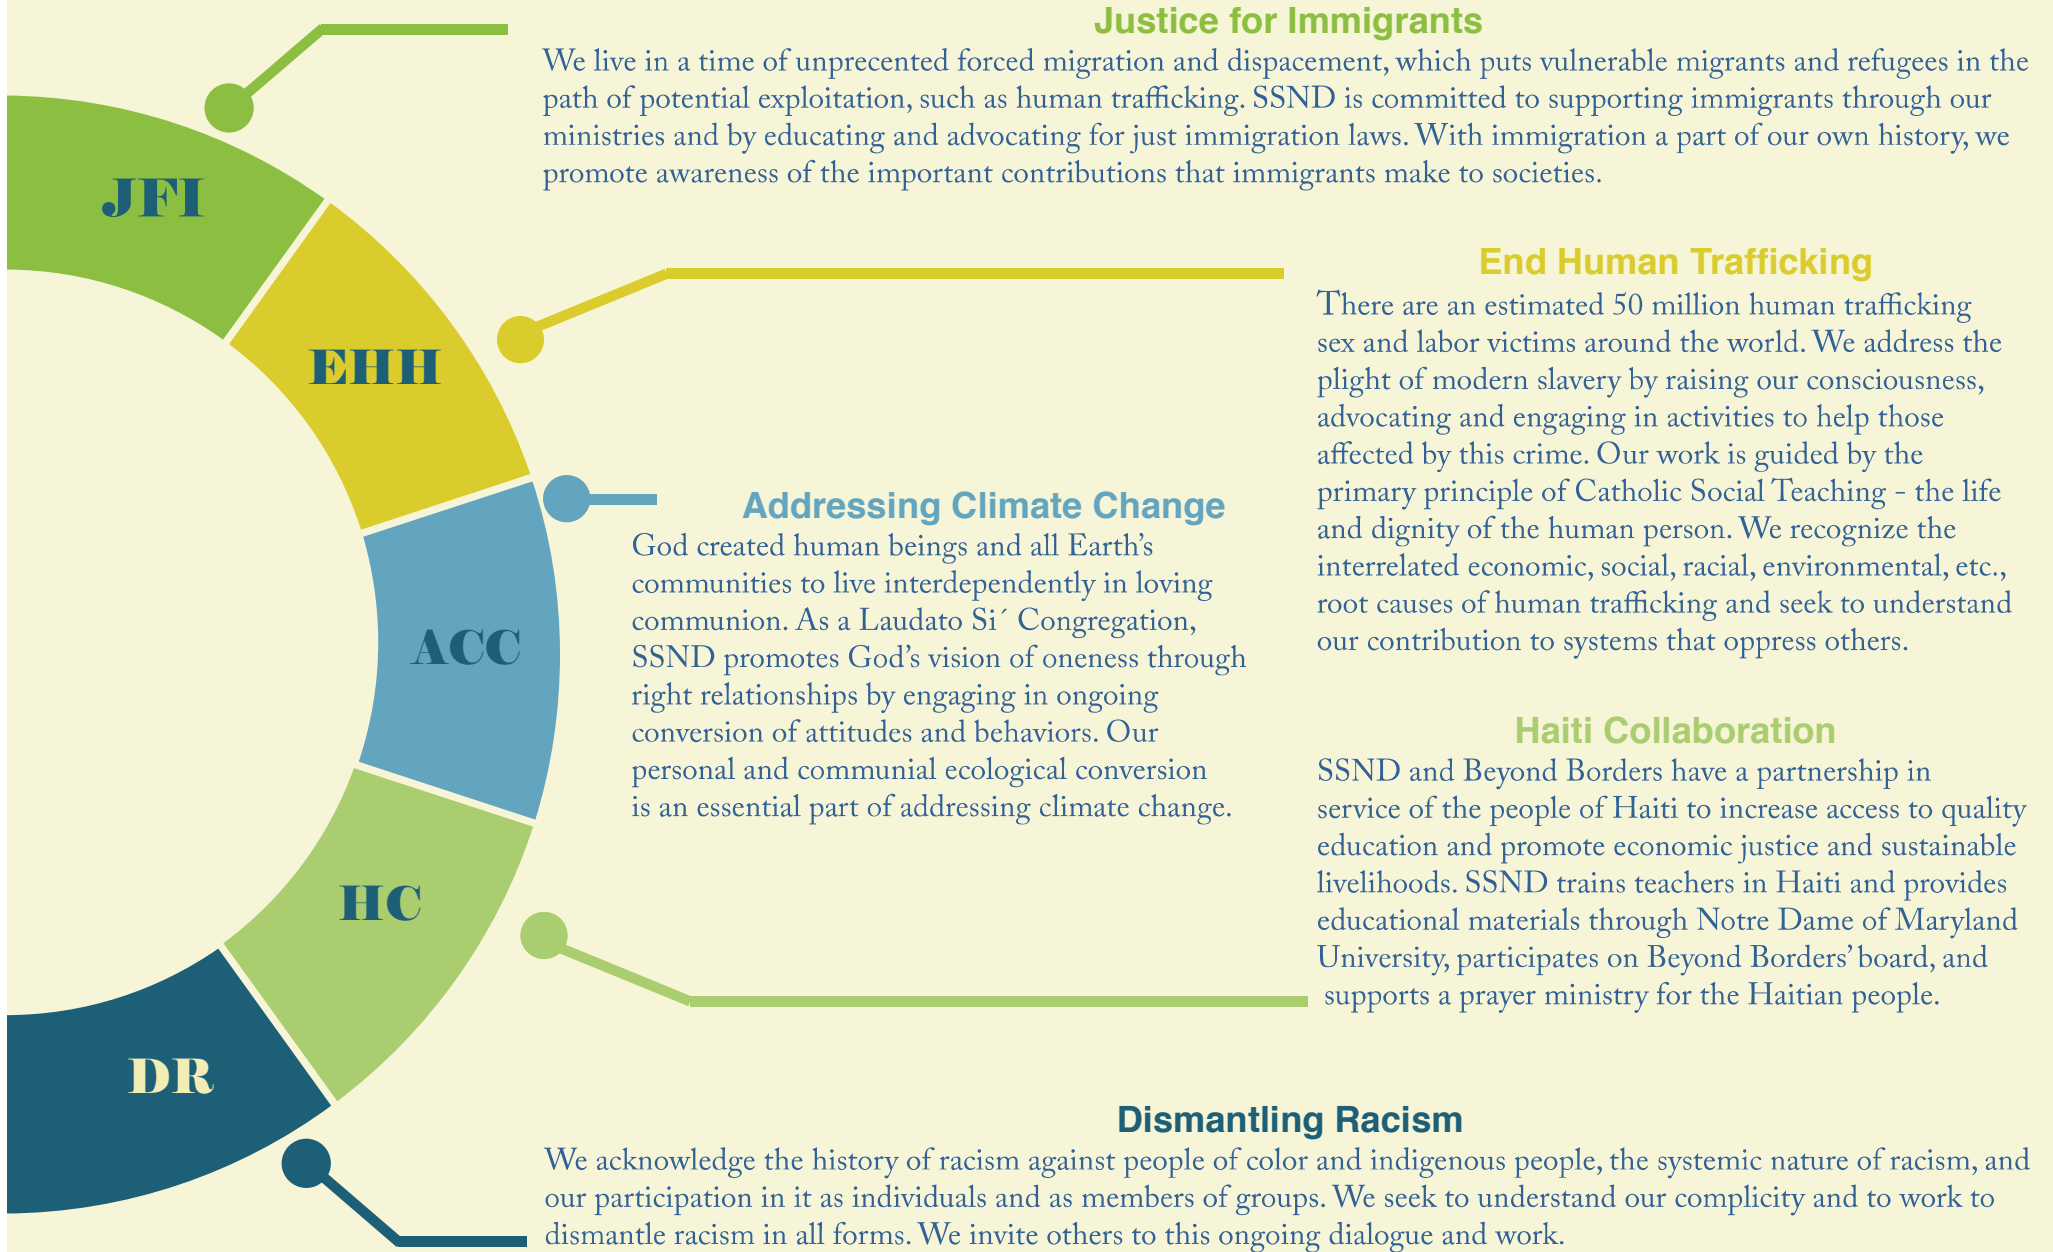 JFI
EHH
ACC
HC
DR
Justice for Immigrants
We live in a time of unprecented forced migration and dispacement, which puts vulnerable migrants and refugees in the
path of potential exploitation, such as human trafficking. SSND is committed to supporting immigrants through our
ministries and by educating and advocating for just immigration laws. With immigration a part of our own history, we
promote awareness of the important contributions that immigrants make to societies.
End Human Trafficking
There are an estimated 50 million human trafficking
sex and labor victims around the world. We address the
plight of modern slavery by raising our consciousness,
advocating and engaging in activities to help those
affected by this crime. Our work is guided by the
primary principle of Catholic Social Teaching - the life
and dignity of the human person. We recognize the
interrelated economic, social, racial, environmental, etc.,
root causes of human trafficking and seek to understand
our contribution to systems that oppress others.
Addressing Climate Change
God created human beings and all Earth’s
communities to live interdependently in loving
communion. As a Laudato Si´ Congregation,
SSND promotes God’s vision of oneness through
right relationships by engaging in ongoing
conversion of attitudes and behaviors. Our
personal and communial ecological conversion
is an essential part of addressing climate change.
Haiti Collaboration
SSND and Beyond Borders have a partnership in
service of the people of Haiti to increase access to quality
education and promote economic justice and sustainable
livelihoods. SSND trains teachers in Haiti and provides
educational materials through Notre Dame of Maryland
University, participates on Beyond Borders’ board, and
supports a prayer ministry for the Haitian people.
Dismantling Racism
We acknowledge the history of racism against people of color and indigenous people, the systemic nature of racism, and
our participation in it as individuals and as members of groups. We seek to understand our complicity and to work to
dismantle racism in all forms. We invite others to this ongoing dialogue and work.